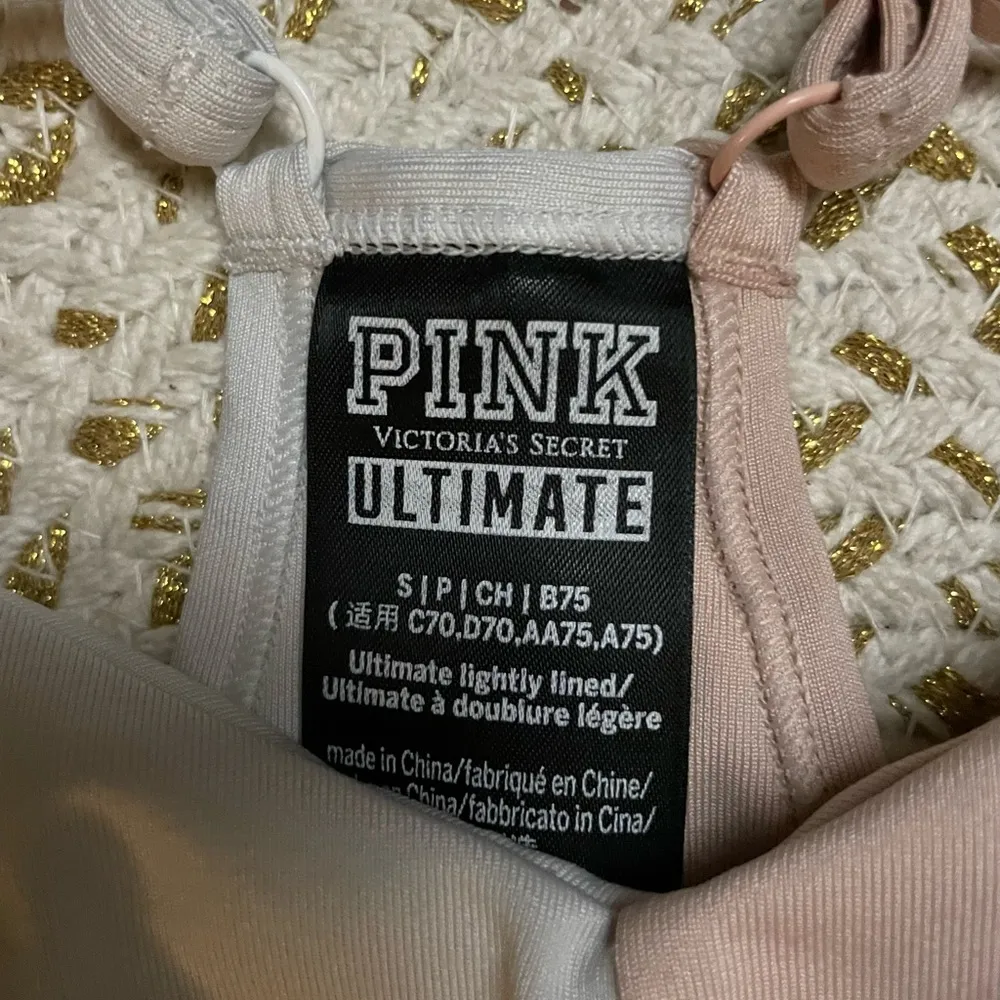 PINK
VICTORIA'S SECRET
ULTIMATE
S | P | CH | B75
( 适用 C70,D70,AA75,A75)
Ultimate lightly lined/
Ultimate à doublure légère
made in China/fabriqué en Chine/
China/fabbricato in Cina/